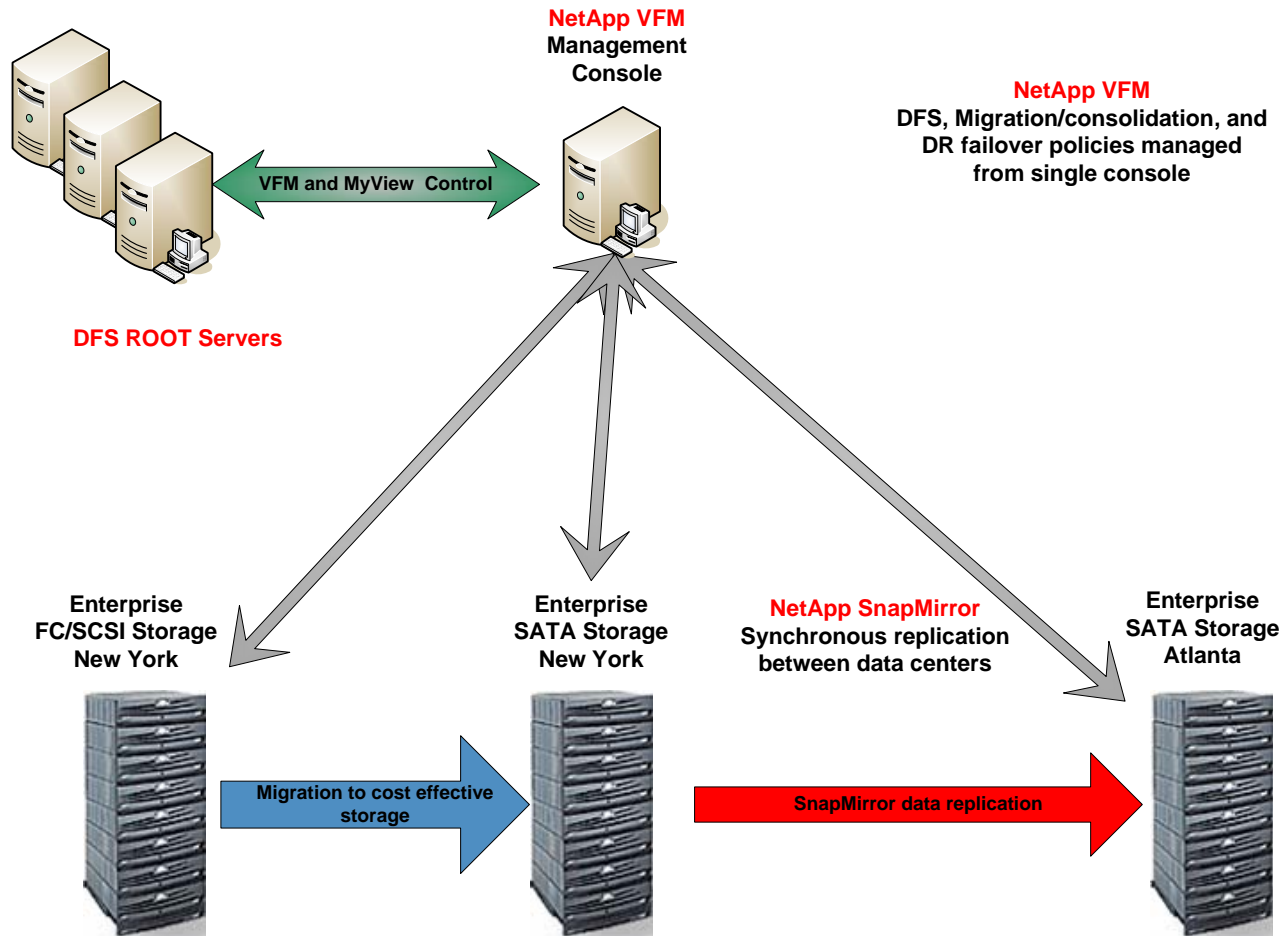 NetApp VFM
Management
Console
NetApp VFM
DFS, Migration/consolidation, and
DR failover policies managed
from single console
VFM and MyView  Control
DFS ROOT Servers
Enterprise
FC/SCSI Storage
New York
Enterprise
SATA Storage
New York
NetApp SnapMirror
Synchronous replication
between data centers
Enterprise
SATA Storage
Atlanta
Migration to cost effective
storage
SnapMirror data replication